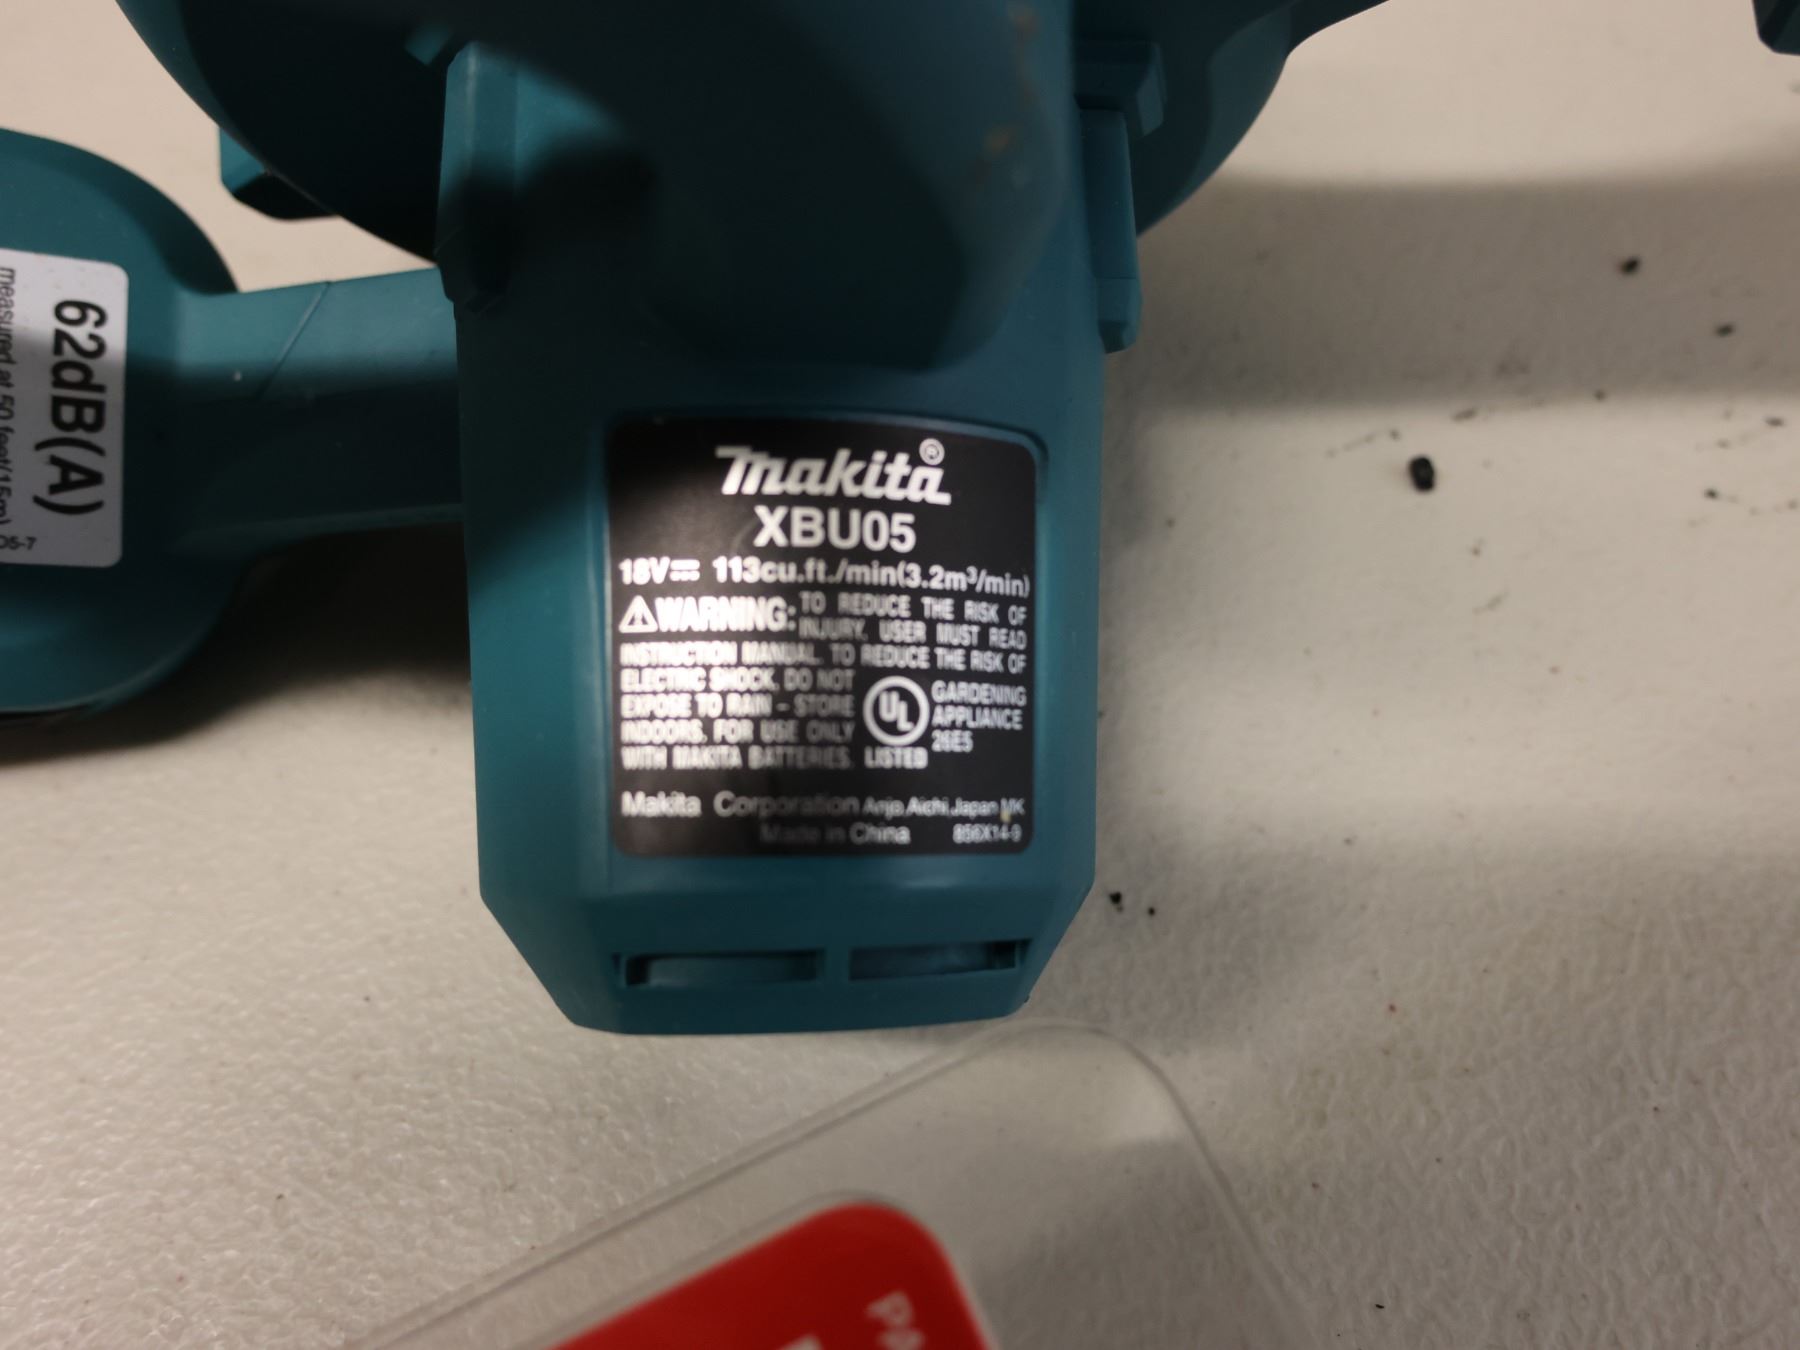 62dB(A)
measured at 50 feet(15m)
makita®
XBU05
18V⎓ 113cu.ft./min(3.2m³/min)
⚠WARNING: TO REDUCE THE RISK OF
INJURY, USER MUST READ
INSTRUCTION MANUAL. TO REDUCE THE RISK OF
ELECTRIC SHOCK, DO NOT
EXPOSE TO RAIN – STORE
INDOORS. FOR USE ONLY
WITH MAKITA BATTERIES.
UL
LISTED
GARDENING
APPLIANCE
26E5
Makita Corporation Anjo, Aichi, Japan MK
Made in China 856X14-9